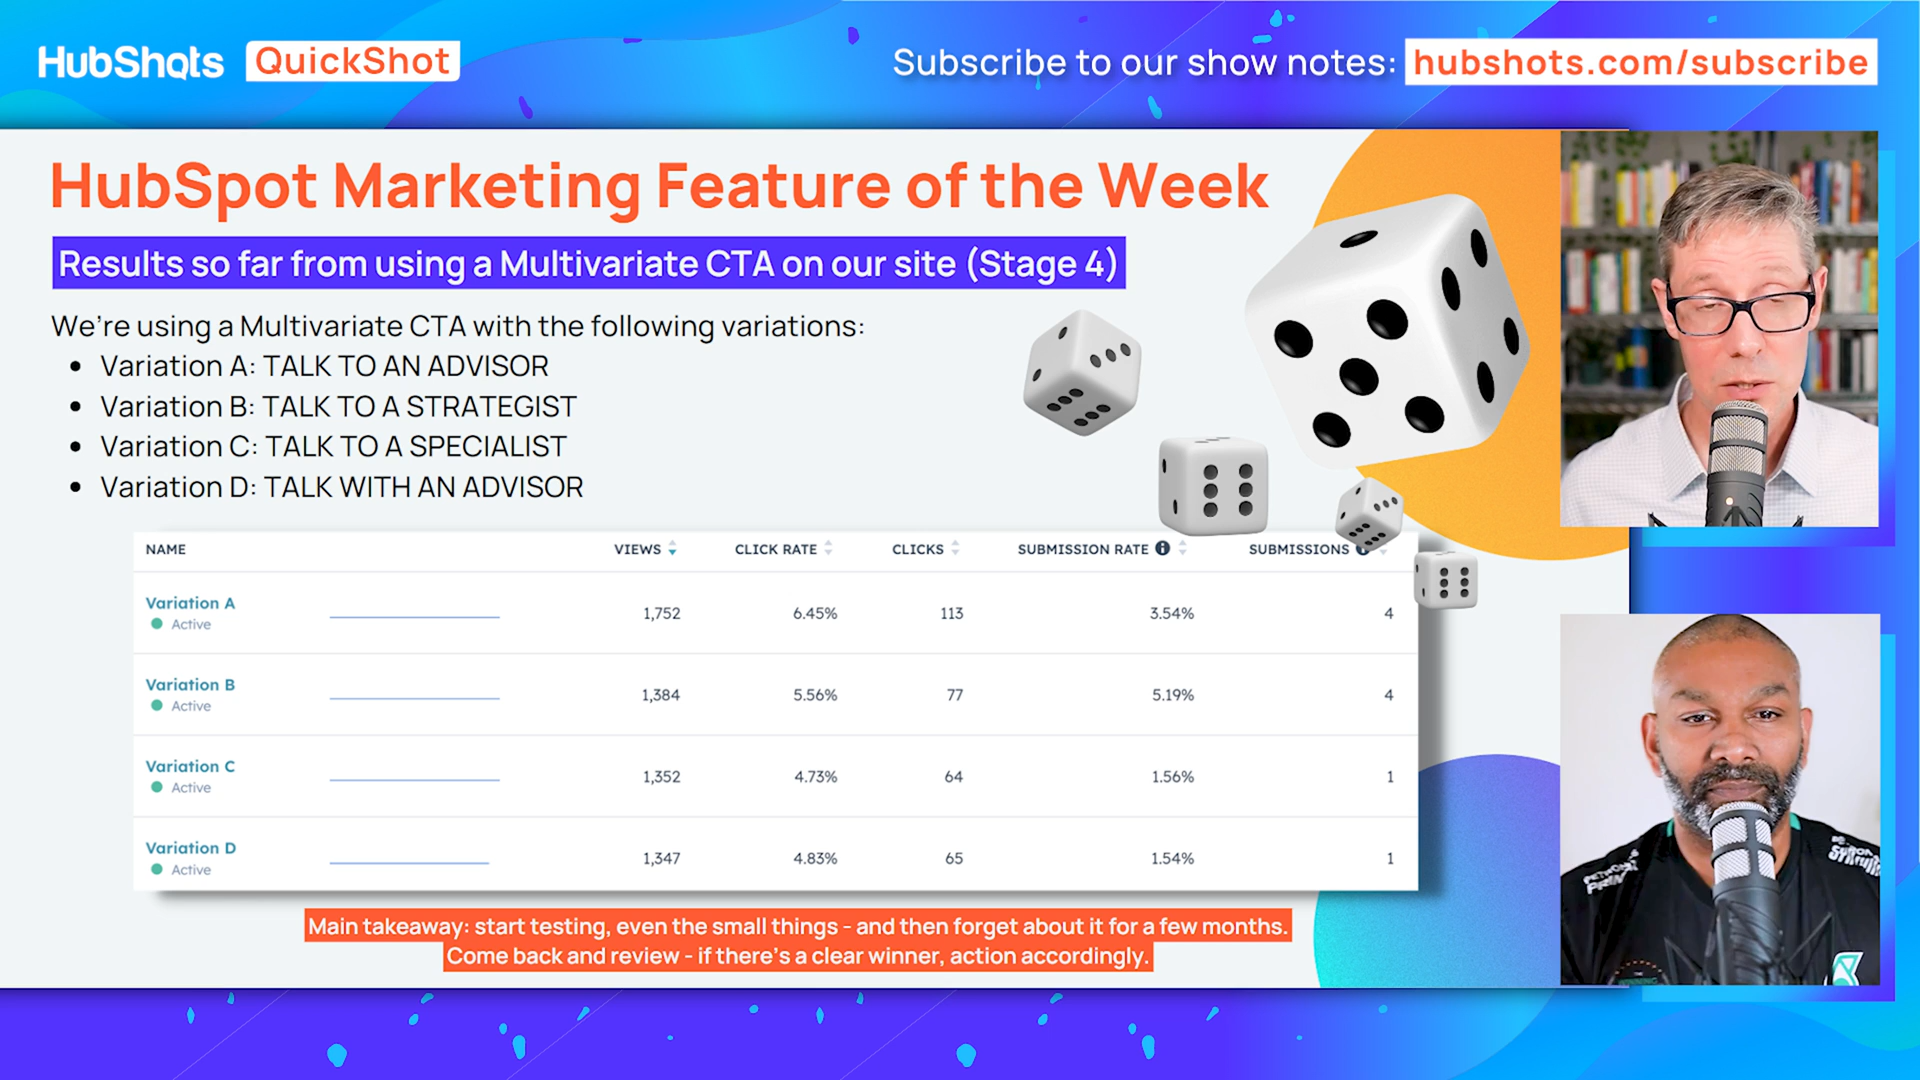 HubShots QuickShot
Subscribe to our show notes: hubshots.com/subscribe
HubSpot Marketing Feature of the Week
Results so far from using a Multivariate CTA on our site (Stage 4)
We're using a Multivariate CTA with the following variations:
• Variation A: TALK TO AN ADVISOR
• Variation B: TALK TO A STRATEGIST
• Variation C: TALK TO A SPECIALIST
• Variation D: TALK WITH AN ADVISOR
NAME VIEWS CLICK RATE CLICKS SUBMISSION RATE SUBMISSIONS
Variation A 1,752 6.45% 113 3.54% 4
Active
Variation B 1,384 5.56% 77 5.19% 4
Active
Variation C 1,352 4.73% 64 1.56% 1
Active
Variation D 1,347 4.83% 65 1.54% 1
Active
Main takeaway: start testing, even the small things - and then forget about it for a few months.
Come back and review - if there's a clear winner, action accordingly.